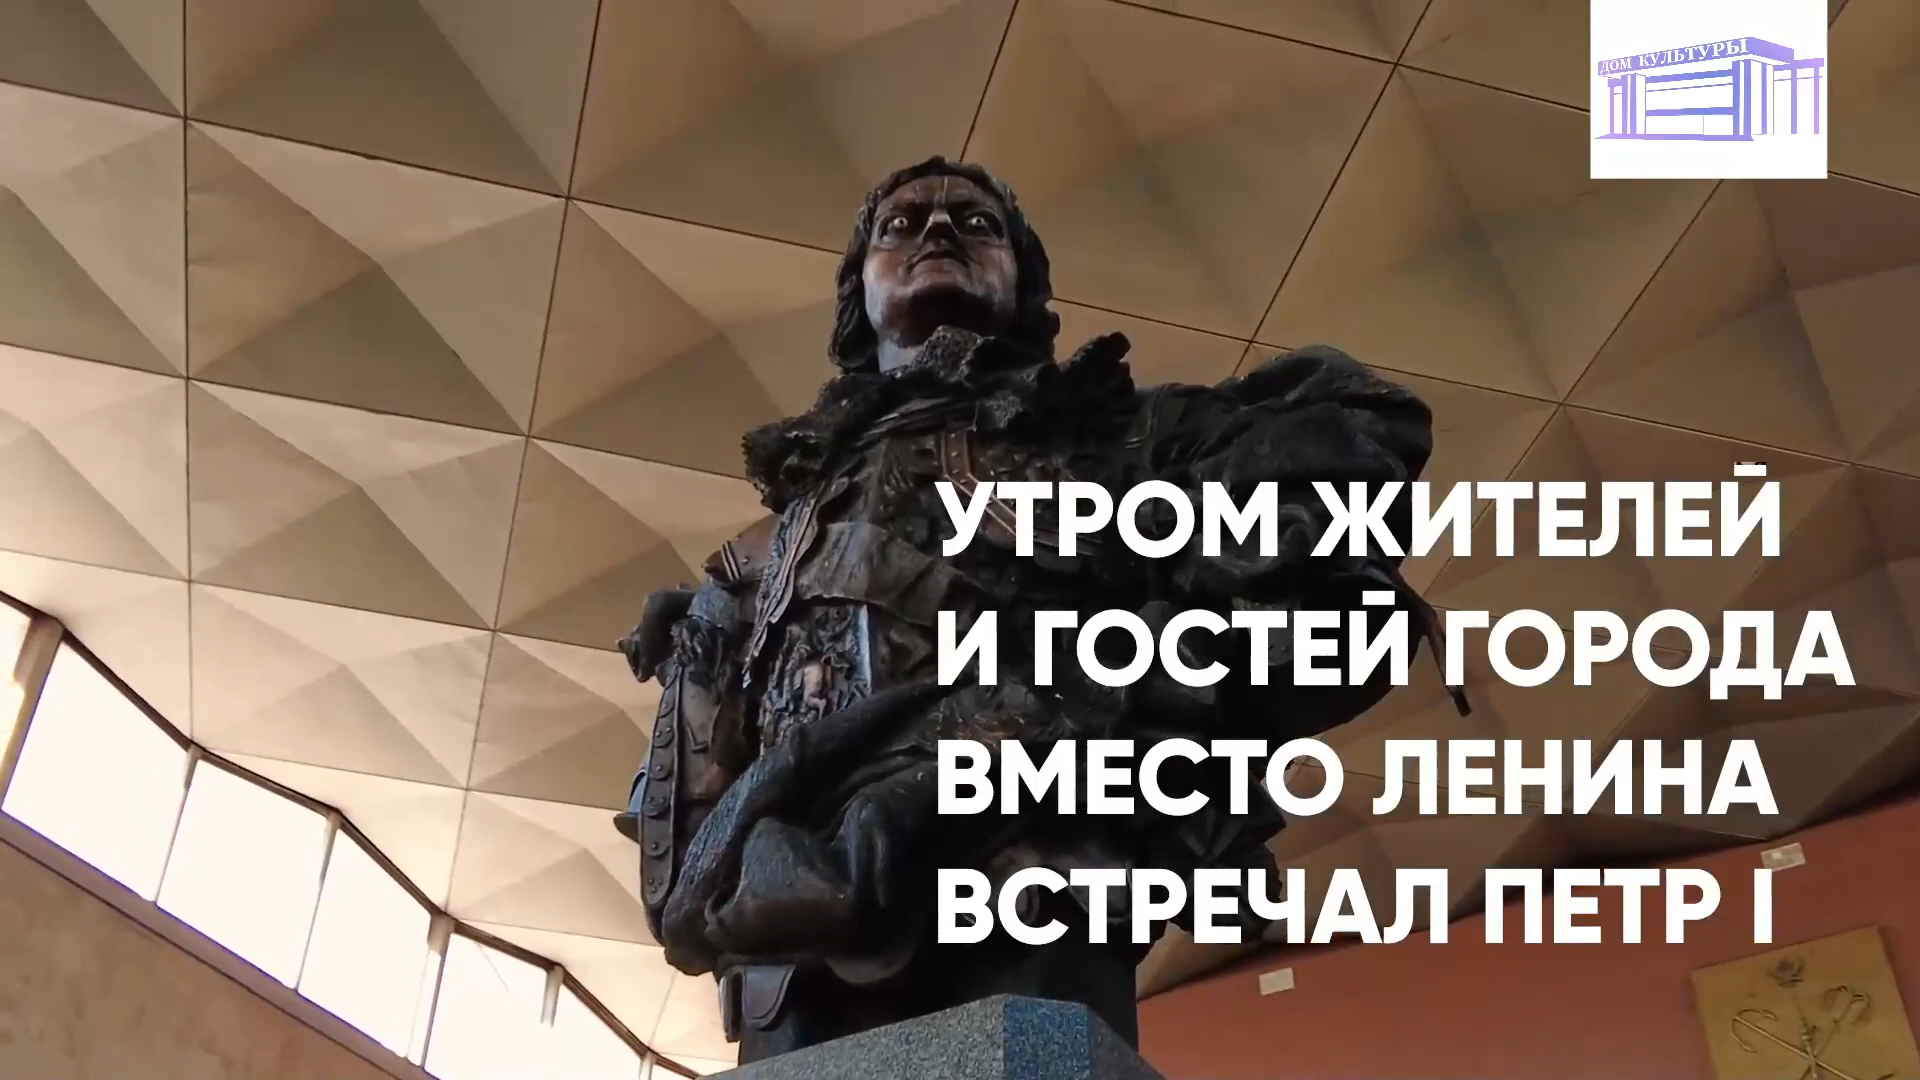 ДОМ КУЛЬТУРЫ
УТРОМ ЖИТЕЛЕЙ
И ГОСТЕЙ ГОРОДА
ВМЕСТО ЛЕНИНА
ВСТРЕЧАЛ ПЕТР I